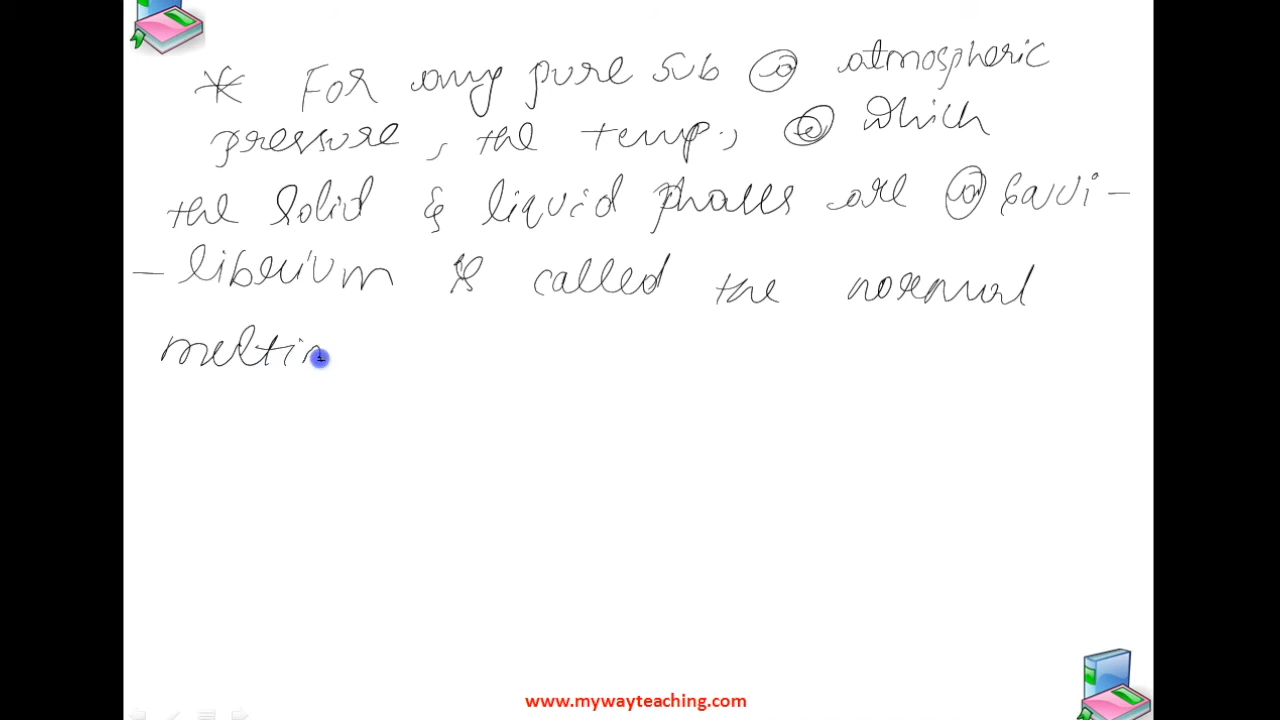 * For any pure sub @ atmospheric
pressure, the temp., @ which
the solid & liquid phases are @ equi-
-librium is called the normal
meltin
www.mywayteaching.com